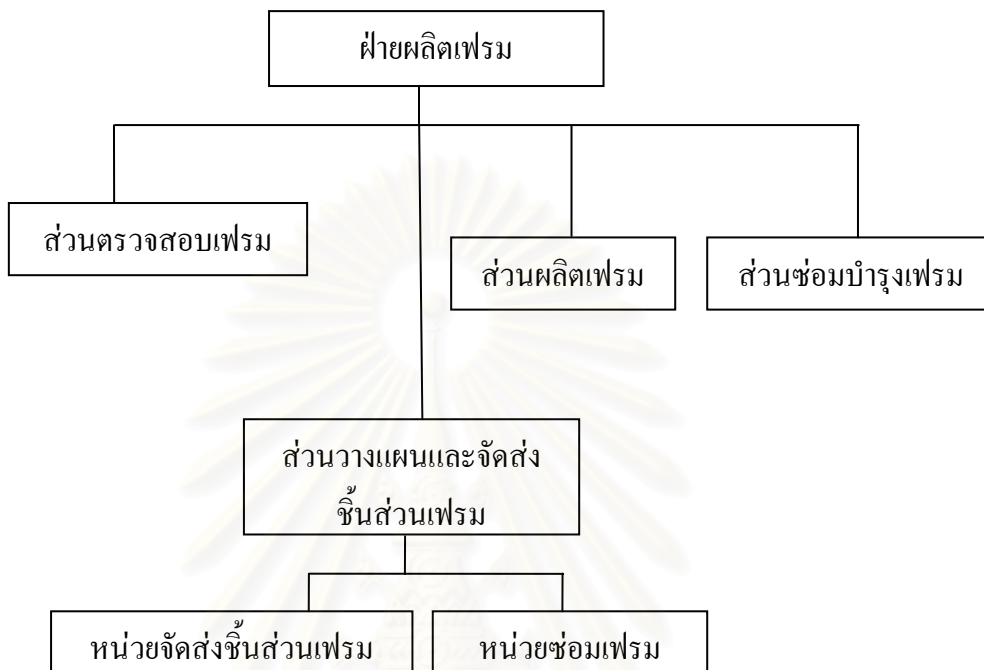 ฝ่ายผลิตเฟรม
ส่วนตรวจสอบเฟรม
ส่วนผลิตเฟรม
ส่วนซ่อมบำรุงเฟรม
ส่วนวางแผนและจัดส่ง
ชิ้นส่วนเฟรม
หน่วยจัดส่งชิ้นส่วนเฟรม
หน่วยซ่อมเฟรม